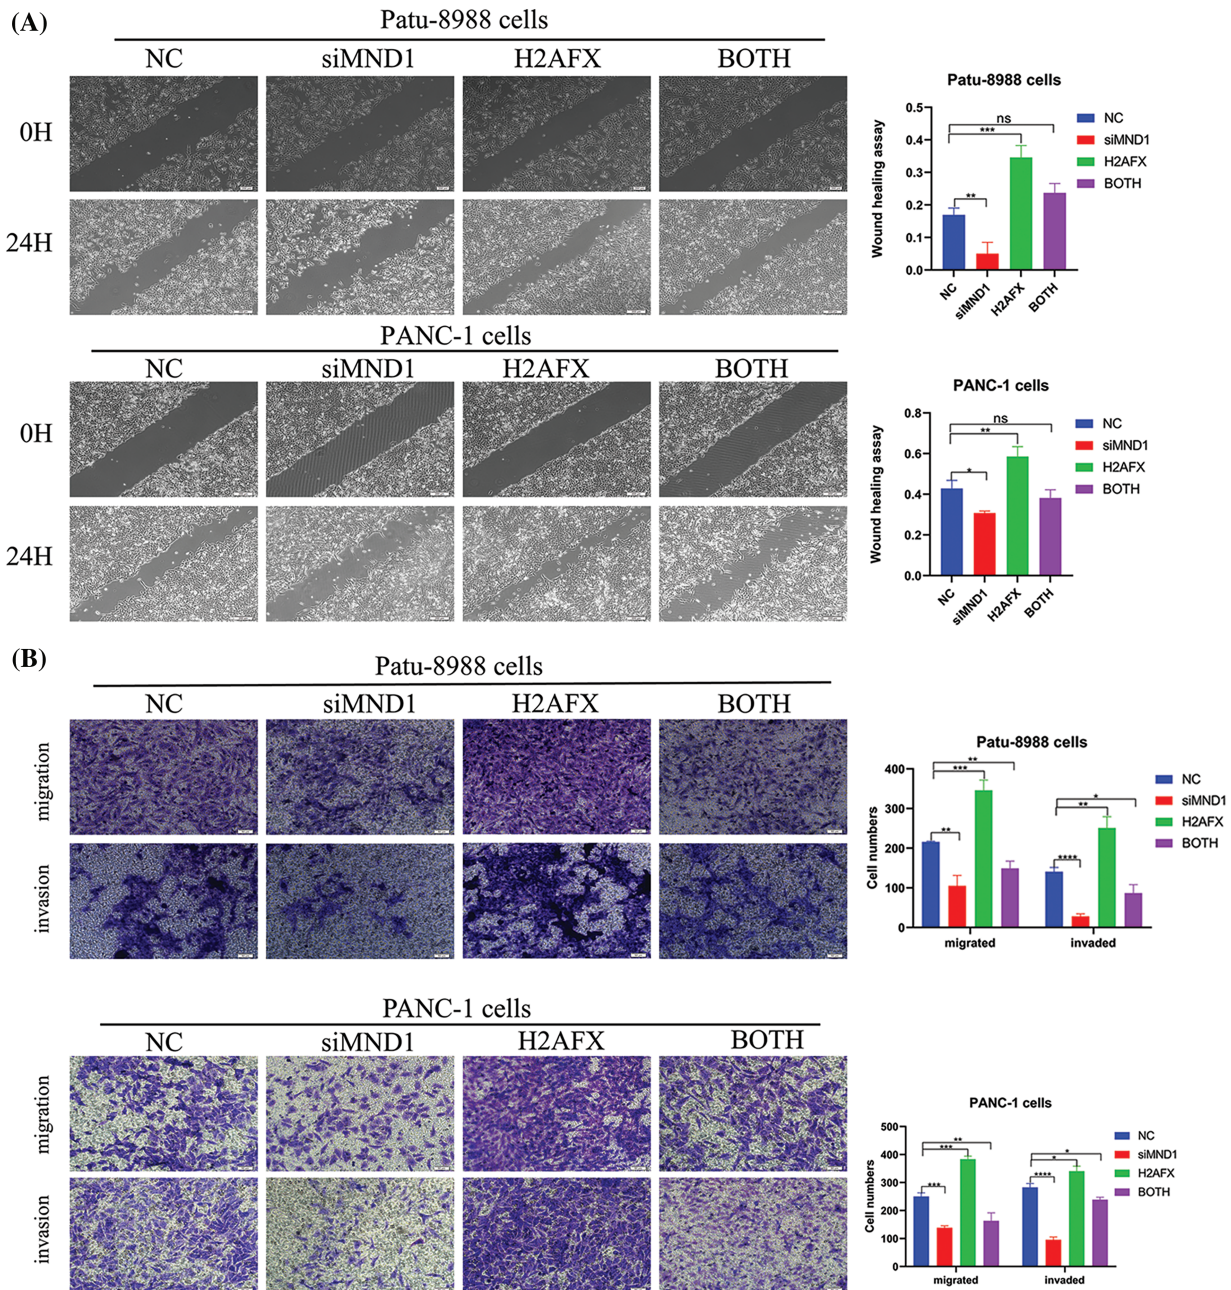 (A)
Patu-8988 cells
NC siMND1 H2AFX BOTH
0H
24H
Patu-8988 cells
Wound healing assay
0.5
0.4
0.3
0.2
0.1
0.0
ns
***
**
NC siMND1 H2AFX BOTH
NC
siMND1
H2AFX
BOTH
PANC-1 cells
NC siMND1 H2AFX BOTH
0H
24H
PANC-1 cells
Wound healing assay
0.8
0.6
0.4
0.2
0.0
ns
**
*
NC siMND1 H2AFX BOTH
NC
siMND1
H2AFX
BOTH
(B)
Patu-8988 cells
NC siMND1 H2AFX BOTH
migration
invasion
Patu-8988 cells
Cell numbers
400
300
200
100
0
**
***
**
*
**
****
migrated invaded
NC
siMND1
H2AFX
BOTH
PANC-1 cells
NC siMND1 H2AFX BOTH
migration
invasion
PANC-1 cells
Cell numbers
500
400
300
200
100
0
**
***
***
*
*
****
migrated invaded
NC
siMND1
H2AFX
BOTH